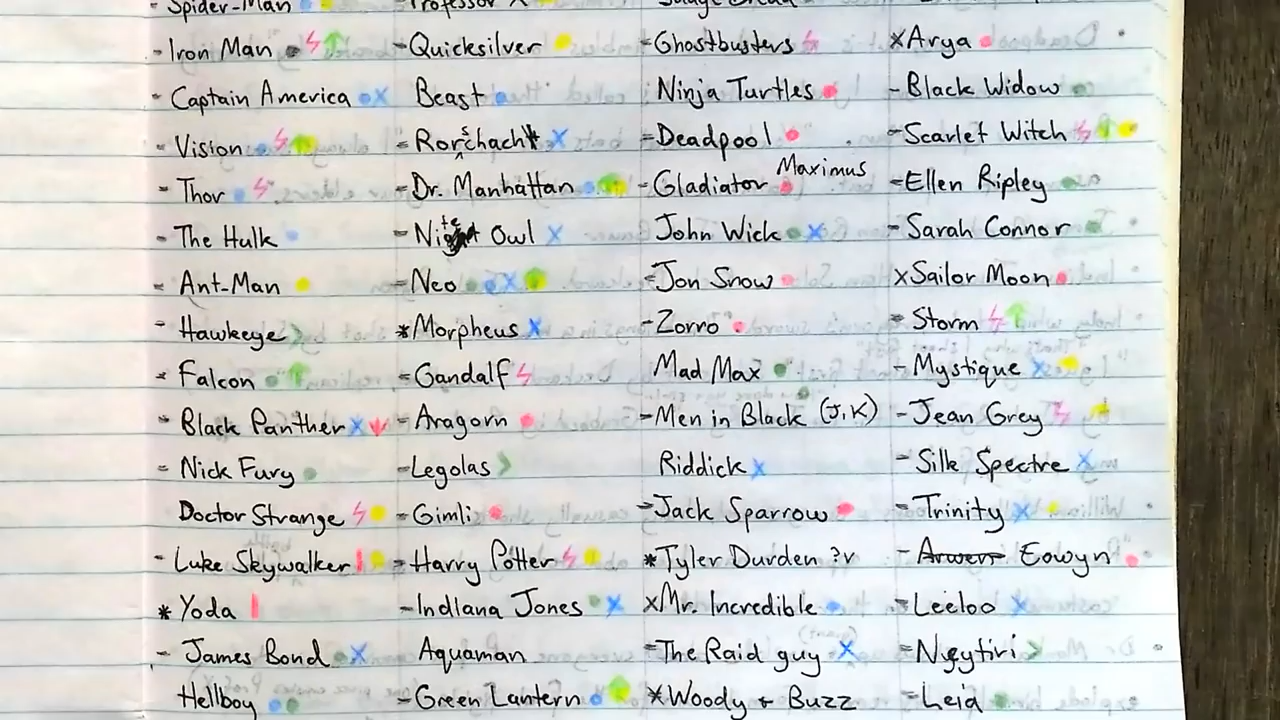 - Spider-Man
- Iron Man
- Captain America
- Vision
- Thor
- The Hulk
- Ant-Man
- Hawkeye
- Falcon
- Black Panther
- Nick Fury
Doctor Strange
- Luke Skywalker
* Yoda
- James Bond
Hellboy
Professor X
- Quicksilver
Beast
- Rorschach
- Dr. Manhattan
- Nite Owl
- Neo
* Morpheus
- Gandalf
- Aragorn
- Legolas
- Gimli
- Harry Potter
- Indiana Jones
Aquaman
- Green Lantern
- Ghostbusters
Ninja Turtles
- Deadpool
- Gladiator Maximus
John Wick
- Jon Snow
- Zorro
Mad Max
- Men in Black (J.K)
Riddick
- Jack Sparrow
* Tyler Durden ?v
x Mr. Incredible
- The Raid guy
* Woody + Buzz
x Arya
- Black Widow
- Scarlet Witch
- Ellen Ripley
- Sarah Connor
x Sailor Moon
- Storm
- Mystique
- Jean Grey
- Silk Spectre
- Trinity
- Arwen Eowyn
- Leeloo
- Neytiri
- Leia